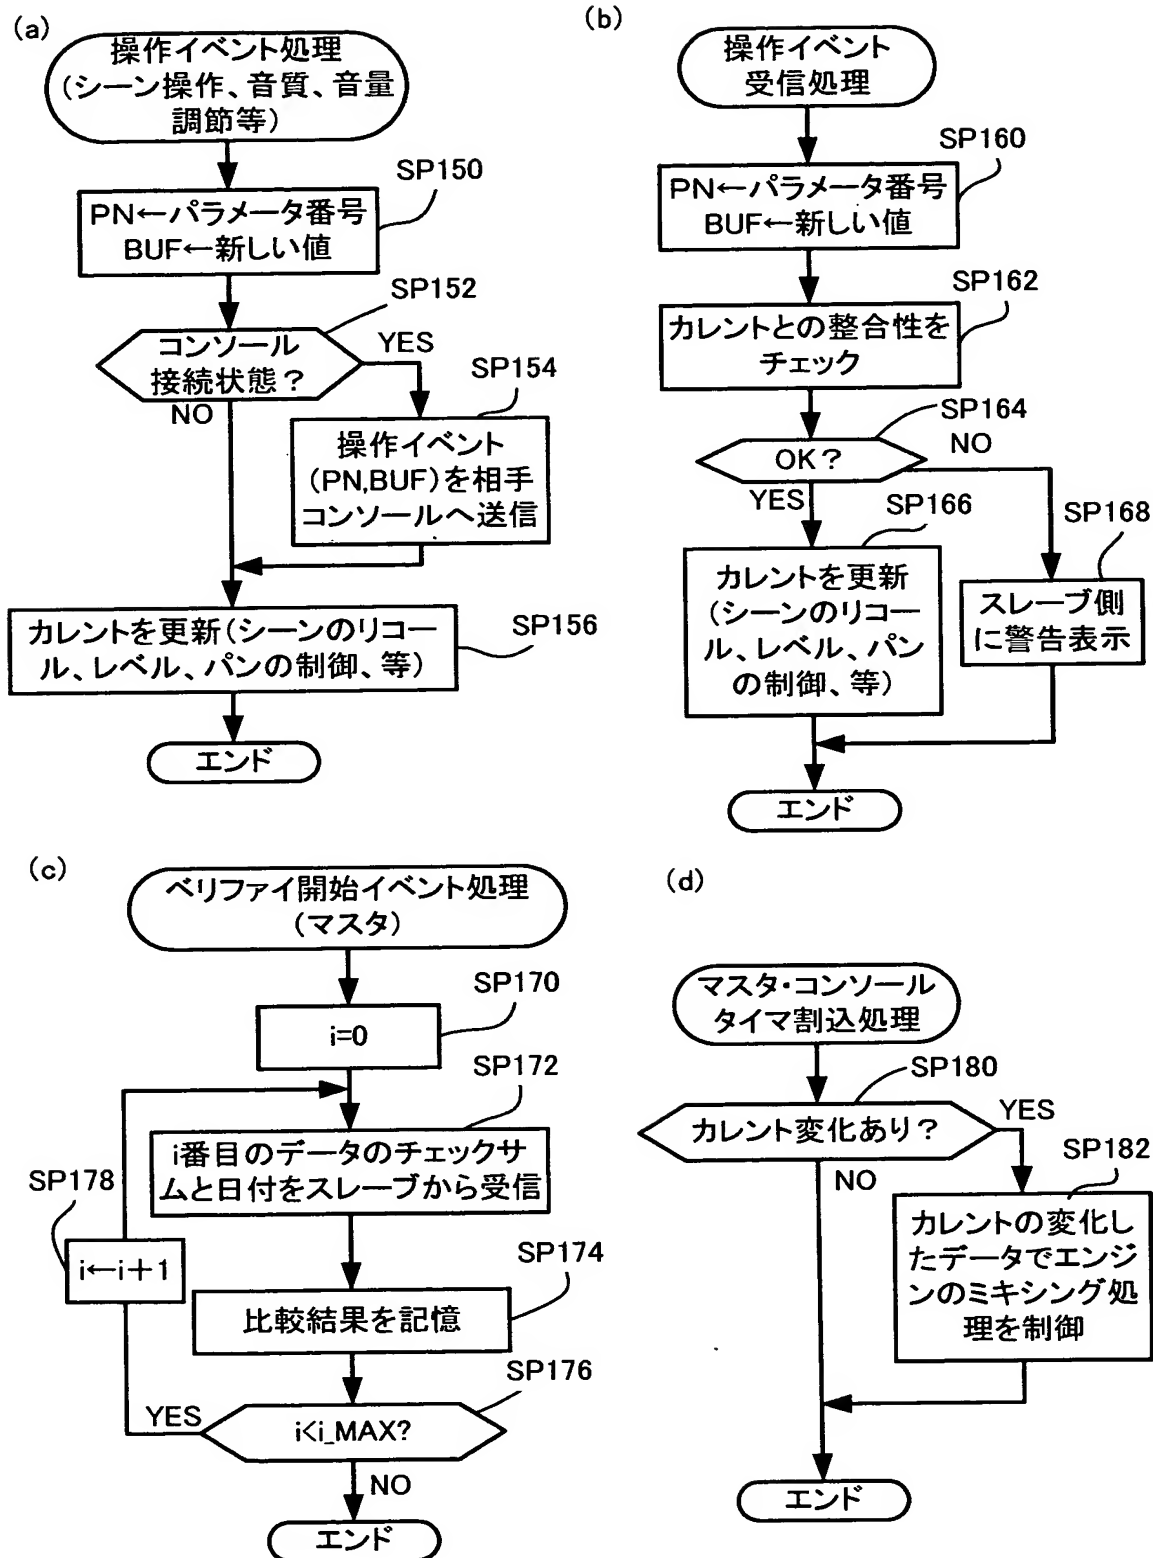 (a)
操作イベント処理
(シーン操作、音質、音量
調節等)
SP150
PN←パラメータ番号
BUF←新しい値
SP152
コンソール
接続状態？
YES
NO
SP154
操作イベント
(PN,BUF)を相手
コンソールへ送信
カレントを更新(シーンのリコー
ル、レベル、パンの制御、等)
SP156
エンド
(b)
操作イベント
受信処理
SP160
PN←パラメータ番号
BUF←新しい値
SP162
カレントとの整合性を
チェック
SP164
OK？
NO
YES
SP166
カレントを更新
(シーンのリコー
ル、レベル、パン
の制御、等)
SP168
スレーブ側
に警告表示
エンド
(c)
ベリファイ開始イベント処理
(マスタ)
SP170
i=0
SP172
i番目のデータのチェックサ
ムと日付をスレーブから受信
SP178
i←i＋1
SP174
比較結果を記憶
SP176
i<i_MAX?
YES
NO
エンド
(d)
マスタ・コンソール
タイマ割込処理
SP180
カレント変化あり？
YES
NO
SP182
カレントの変化し
たデータでエンジ
ンのミキシング処
理を制御
エンド